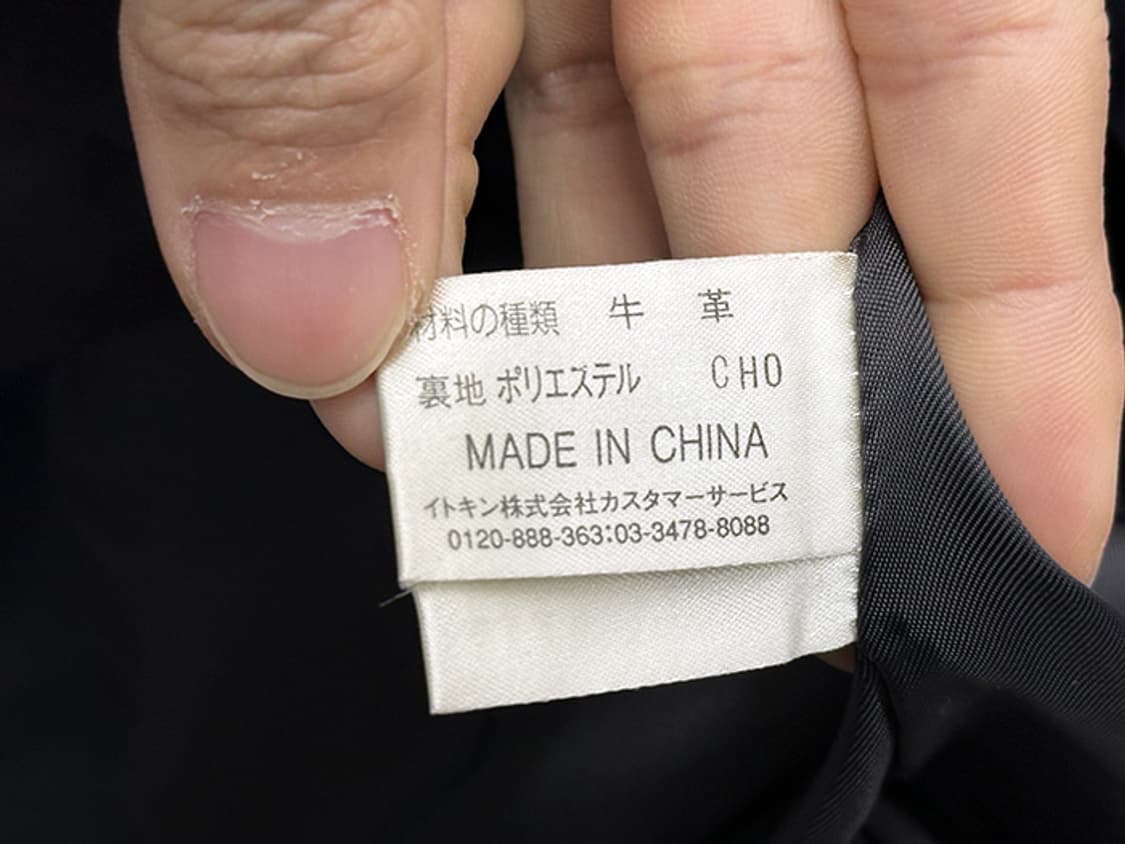 材料の種類 牛 革
裏地 ポリエステル CHO
MADE IN CHINA
イトキン株式会社カスタマーサービス
0120-888-363:03-3478-8088